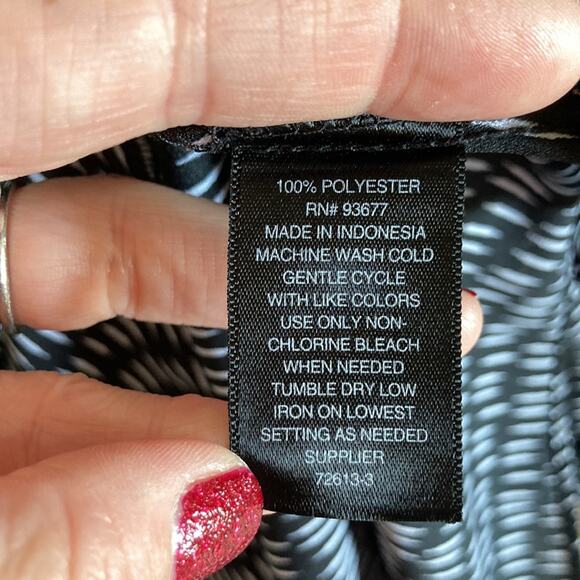 100% POLYESTER
RN# 93677
MADE IN INDONESIA
MACHINE WASH COLD
GENTLE CYCLE
WITH LIKE COLORS
USE ONLY NON-
CHLORINE BLEACH
WHEN NEEDED
TUMBLE DRY LOW
IRON ON LOWEST
SETTING AS NEEDED
SUPPLIER
72613-3